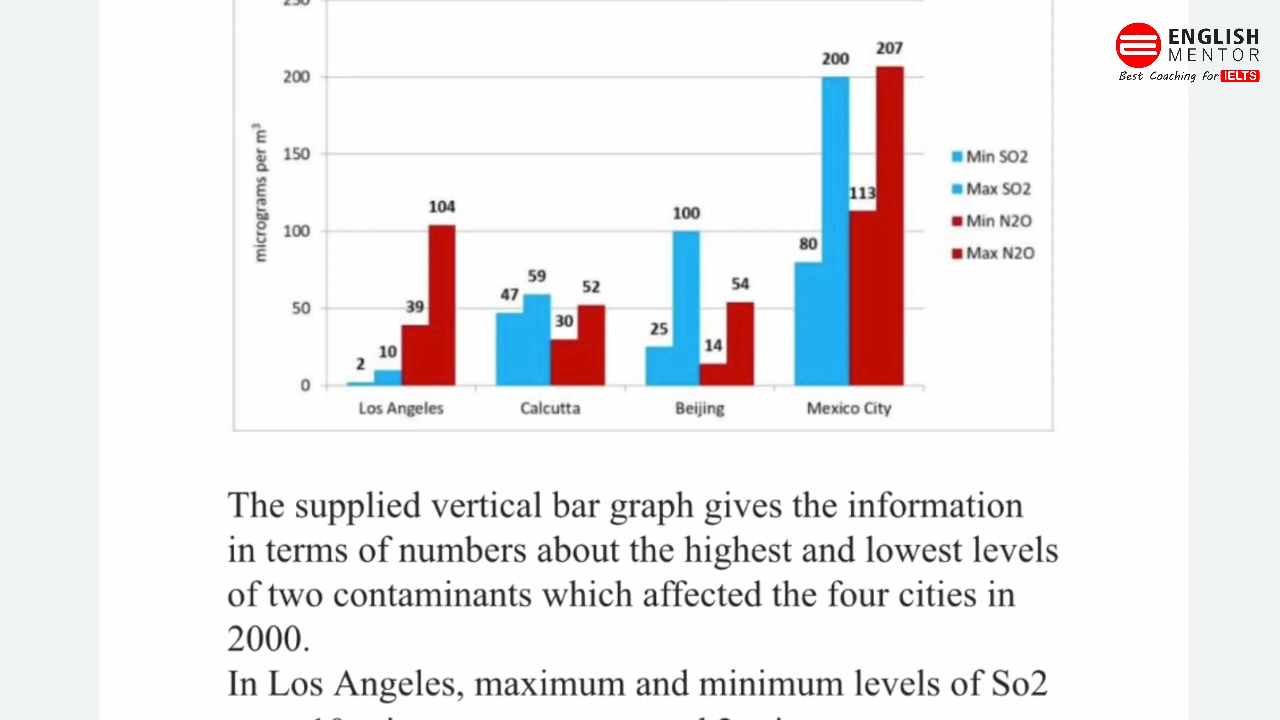 250
ENGLISH
MENTOR
Best Coaching for IELTS
207
200
200
micrograms per m³
150
Min SO2
Max SO2
113
104
Min N2O
100
100
80
Max N2O
59
47
52
54
50
39
30
25
14
10
2
0
Los Angeles Calcutta Beijing Mexico City
The supplied vertical bar graph gives the information
in terms of numbers about the highest and lowest levels
of two contaminants which affected the four cities in
2000.
In Los Angeles, maximum and minimum levels of So2